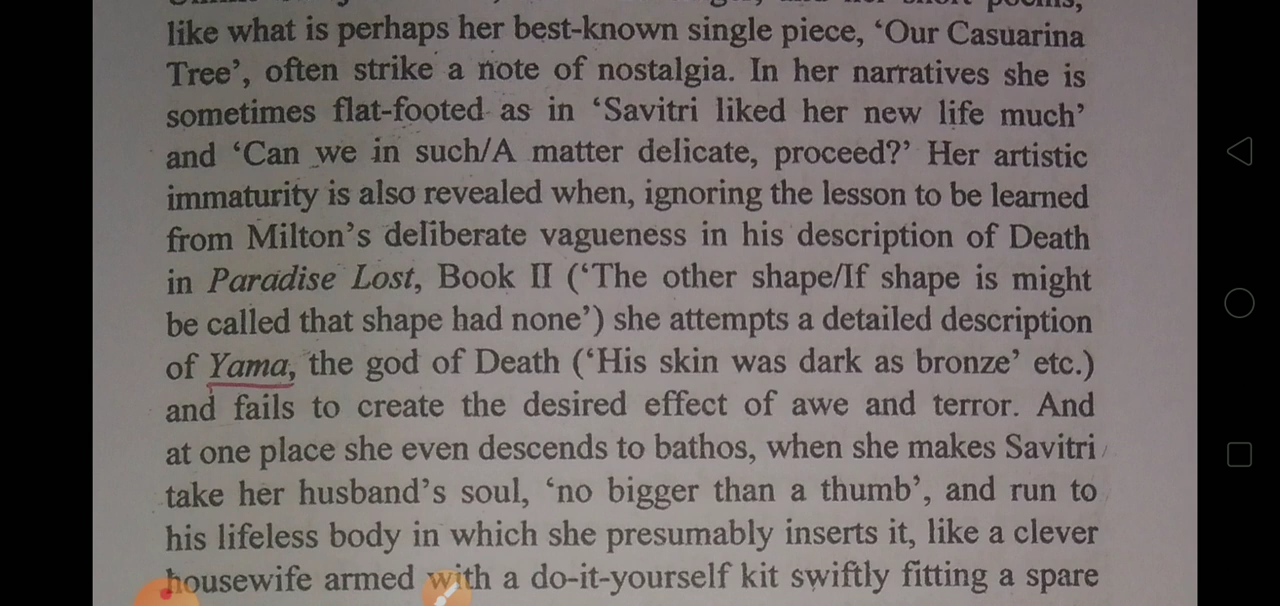 like what is perhaps her best-known single piece, ‘Our Casuarina
Tree’, often strike a note of nostalgia. In her narratives she is
sometimes flat-footed as in ‘Savitri liked her new life much’
and ‘Can we in such/A matter delicate, proceed?’ Her artistic
immaturity is also revealed when, ignoring the lesson to be learned
from Milton’s deliberate vagueness in his description of Death
in Paradise Lost, Book II (‘The other shape/If shape is might
be called that shape had none’) she attempts a detailed description
of Yama, the god of Death (‘His skin was dark as bronze’ etc.)
and fails to create the desired effect of awe and terror. And
at one place she even descends to bathos, when she makes Savitri
take her husband’s soul, ‘no bigger than a thumb’, and run to
his lifeless body in which she presumably inserts it, like a clever
housewife armed with a do-it-yourself kit swiftly fitting a spare